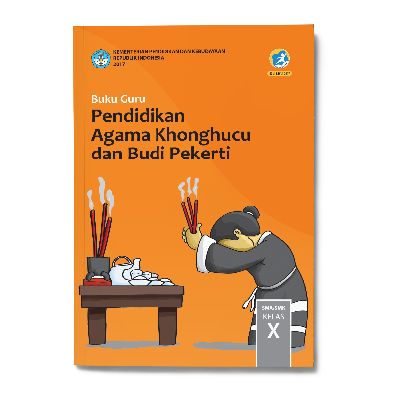 KEMENTERIAN PENDIDIKAN DAN KEBUDAYAAN
REPUBLIK INDONESIA
2017
Buku Guru
Pendidikan
Agama Khonghucu
dan Budi Pekerti
SMA/SMK
KELAS
X